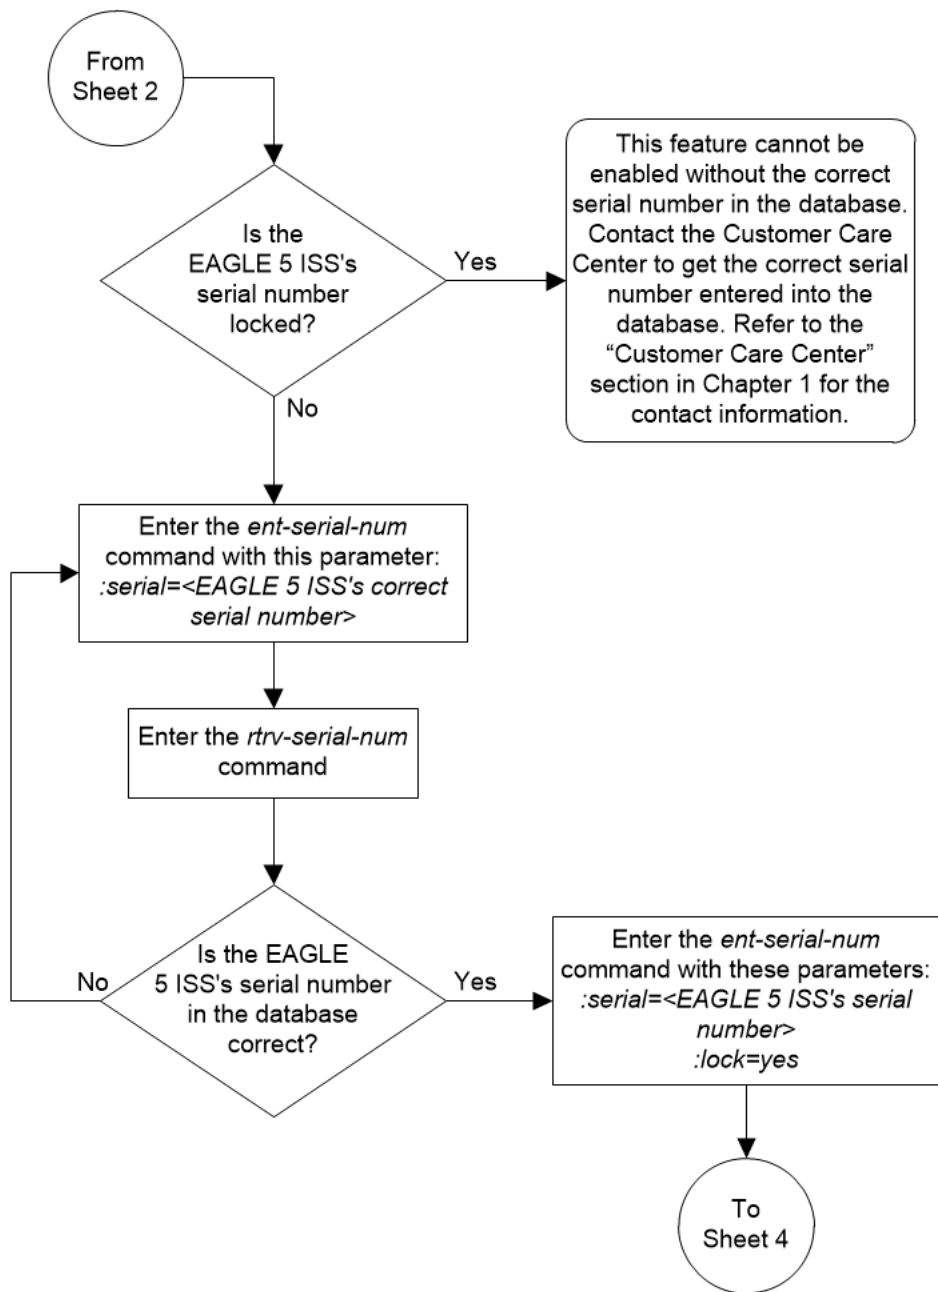 From
Sheet 2
Is the
EAGLE 5 ISS's
serial number
locked?
Yes
This feature cannot be
enabled without the correct
serial number in the database.
Contact the Customer Care
Center to get the correct serial
number entered into the
database. Refer to the
“Customer Care Center”
section in Chapter 1 for the
contact information.
No
Enter the ent-serial-num
command with this parameter:
:serial=<EAGLE 5 ISS's correct
serial number>
Enter the rtrv-serial-num
command
Is the EAGLE
5 ISS's serial number
in the database
correct?
No
Yes
Enter the ent-serial-num
command with these parameters:
:serial=<EAGLE 5 ISS's serial
number>
:lock=yes
To
Sheet 4